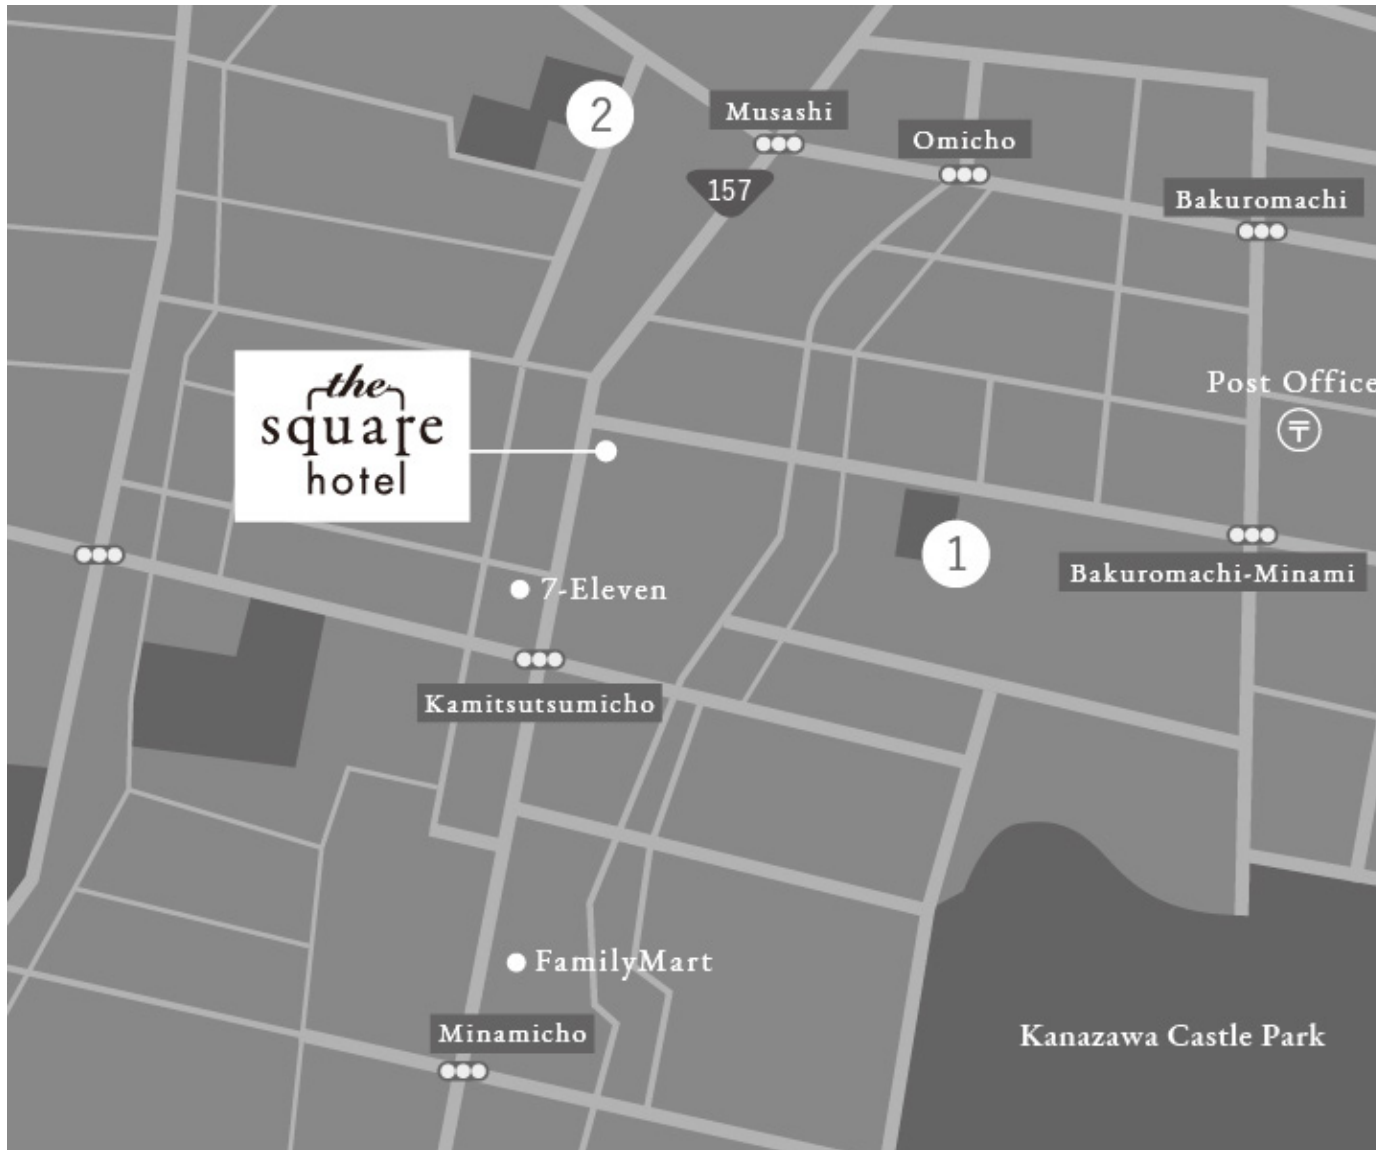 2
Musashi
Omicho
157
Bakuromachi
the
square
hotel
Post Office
〒
1
7-Eleven
Bakuromachi-Minami
Kamitsutsumicho
FamilyMart
Minamicho
Kanazawa Castle Park